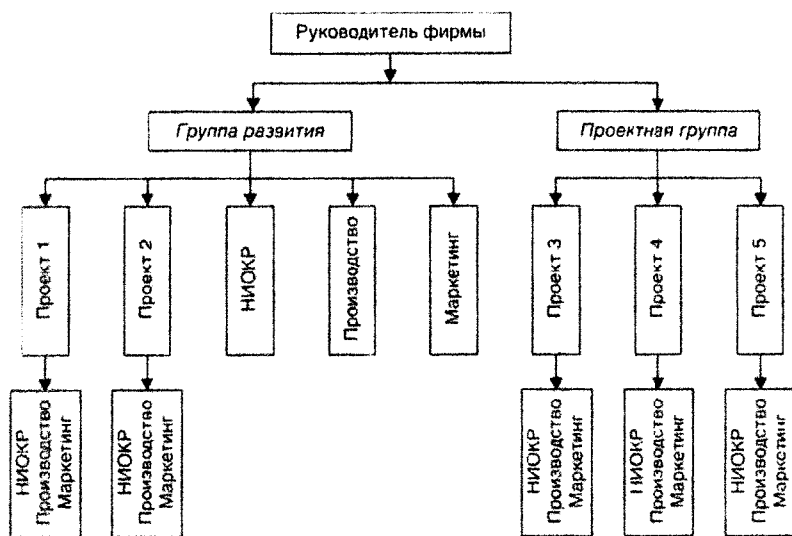 Руководитель фирмы
Группа развития
Проектная группа
Проект 1
Проект 2
НИОКР
Производство
Маркетинг
Проект 3
Проект 4
Проект 5
НИОКР
Производство
Маркетинг
НИОКР
Производство
Маркетинг
НИОКР
Производство
Маркетинг
НИОКР
Производство
Маркетинг
НИОКР
Производство
Маркетинг